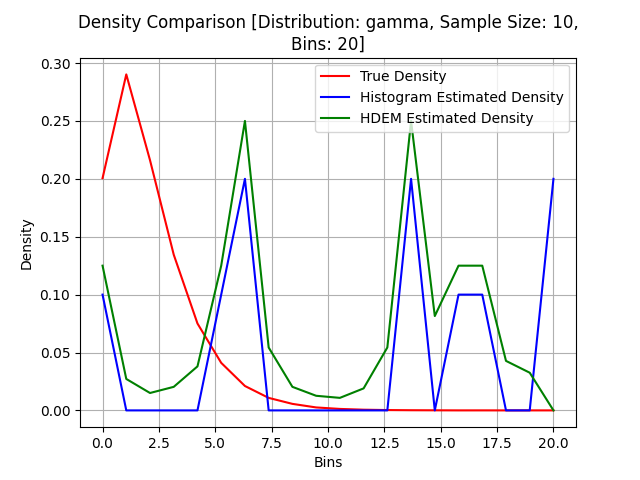 Density Comparison [Distribution: gamma, Sample Size: 10,
Bins: 20]
True Density
Histogram Estimated Density
HDEM Estimated Density
Density
0.30
0.25
0.20
0.15
0.10
0.05
0.00
0.0 2.5 5.0 7.5 10.0 12.5 15.0 17.5 20.0
Bins